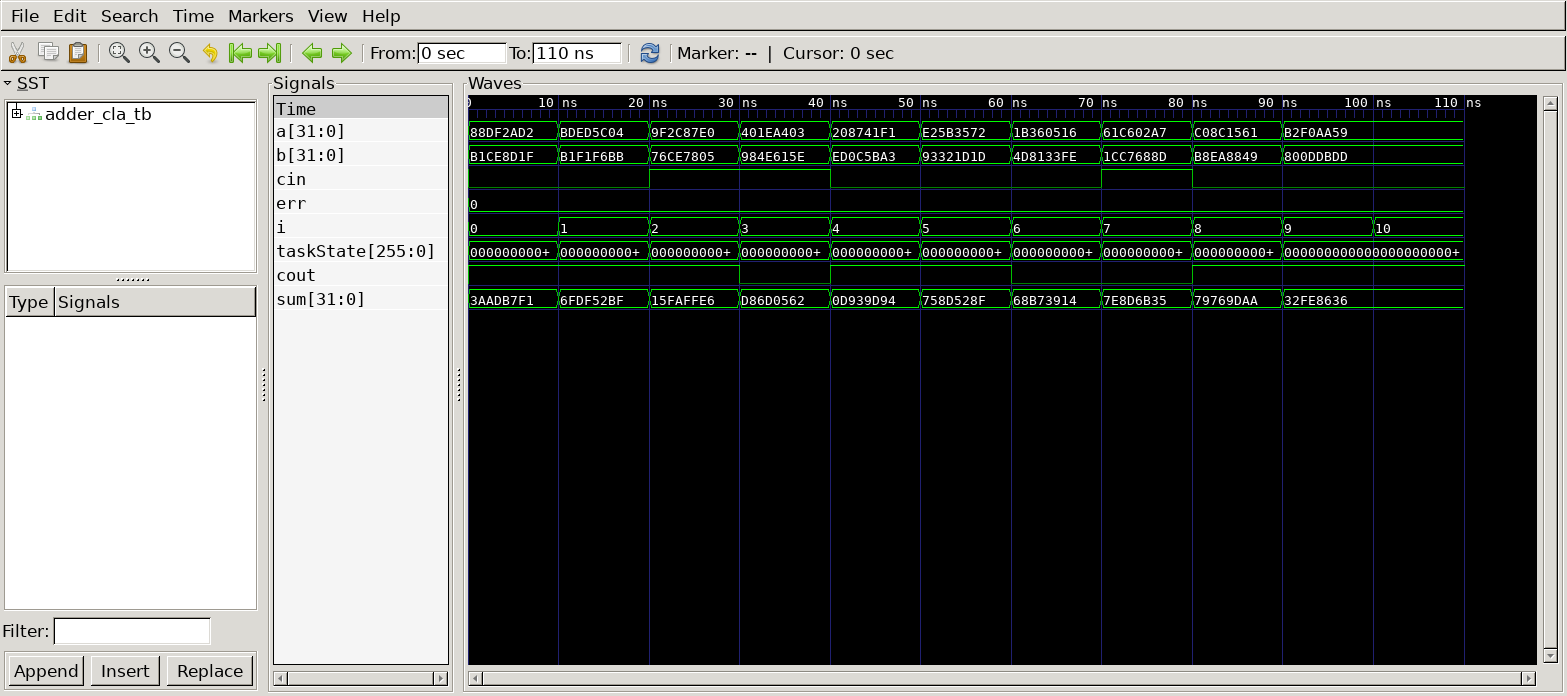 File Edit Search Time Markers View Help
From: 0 sec To: 110 ns Marker: -- | Cursor: 0 sec
SST
adder_cla_tb
Type Signals
Filter:
Append Insert Replace
Signals
Time
a[31:0]
b[31:0]
cin
err
i
taskState[255:0]
cout
sum[31:0]
Waves
0 10 ns 20 ns 30 ns 40 ns 50 ns 60 ns 70 ns 80 ns 90 ns 100 ns 110 ns
88DF2AD2 BDED5C04 9F2C87E0 401EA403 208741F1 E25B3572 1B360516 61C602A7 C08C1561 B2F0AA59
B1CE8D1F B1F1F6BB 76CE7805 984E615E ED0C5BA3 93321D1D 4D8133FE 1CC7688D B8EA8849 800DDBDD
0
0 1 2 3 4 5 6 7 8 9 10
000000000+ 000000000+ 000000000+ 000000000+ 000000000+ 000000000+ 000000000+ 000000000+ 000000000+ 0000000000000000000000+
3AADB7F1 6FDF52BF 15FAFFE6 D86D0562 0D939D94 758D528F 68B73914 7E8D6B35 79769DAA 32FE8636